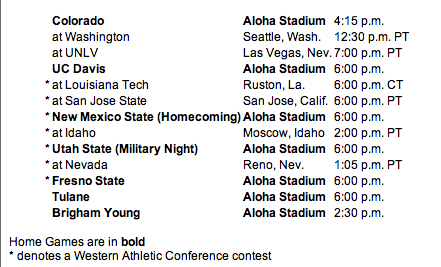 Colorado Aloha Stadium 4:15 p.m.
at Washington Seattle, Wash. 12:30 p.m. PT
at UNLV Las Vegas, Nev. 7:00 p.m. PT
UC Davis Aloha Stadium 6:00 p.m.
* at Louisiana Tech Ruston, La. 6:00 p.m. CT
* at San Jose State San Jose, Calif. 6:00 p.m. PT
* New Mexico State (Homecoming) Aloha Stadium 6:00 p.m.
* at Idaho Moscow, Idaho 2:00 p.m. PT
* Utah State (Military Night) Aloha Stadium 6:00 p.m.
* at Nevada Reno, Nev. 1:05 p.m. PT
* Fresno State Aloha Stadium 6:00 p.m.
Tulane Aloha Stadium 6:00 p.m.
Brigham Young Aloha Stadium 2:30 p.m.
Home Games are in bold
* denotes a Western Athletic Conference contest